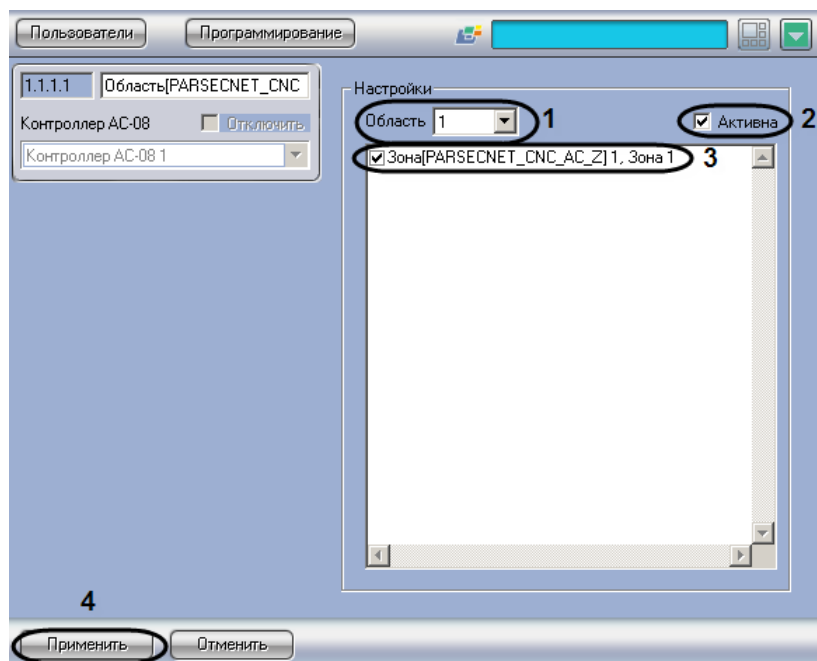 Пользователи Программирование
1.1.1.1 Область[PARSECNET_CNC
Контроллер AC-08 Отключить
Контроллер AC-08 1
Настройки
Область 1 1 Активна 2
Зона[PARSECNET_CNC_AC_Z] 1, Зона 1 3
4
Применить Отменить